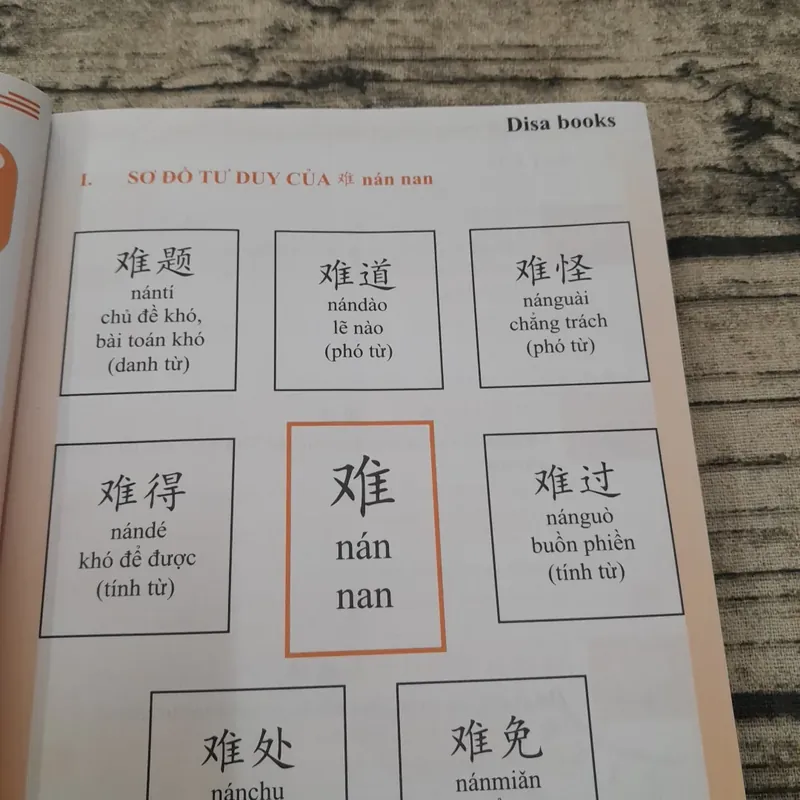 Disa books
I. SƠ ĐỒ TƯ DUY CỦA 难 nán nan
难题
nántí
chủ đề khó,
bài toán khó
(danh từ)
难道
nándào
lẽ nào
(phó từ)
难怪
nánguài
chẳng trách
(phó từ)
难得
nándé
khó để được
(tính từ)
难
nán
nan
难过
nánguò
buồn phiền
(tính từ)
难处
nánchu
难免
nánmiǎn